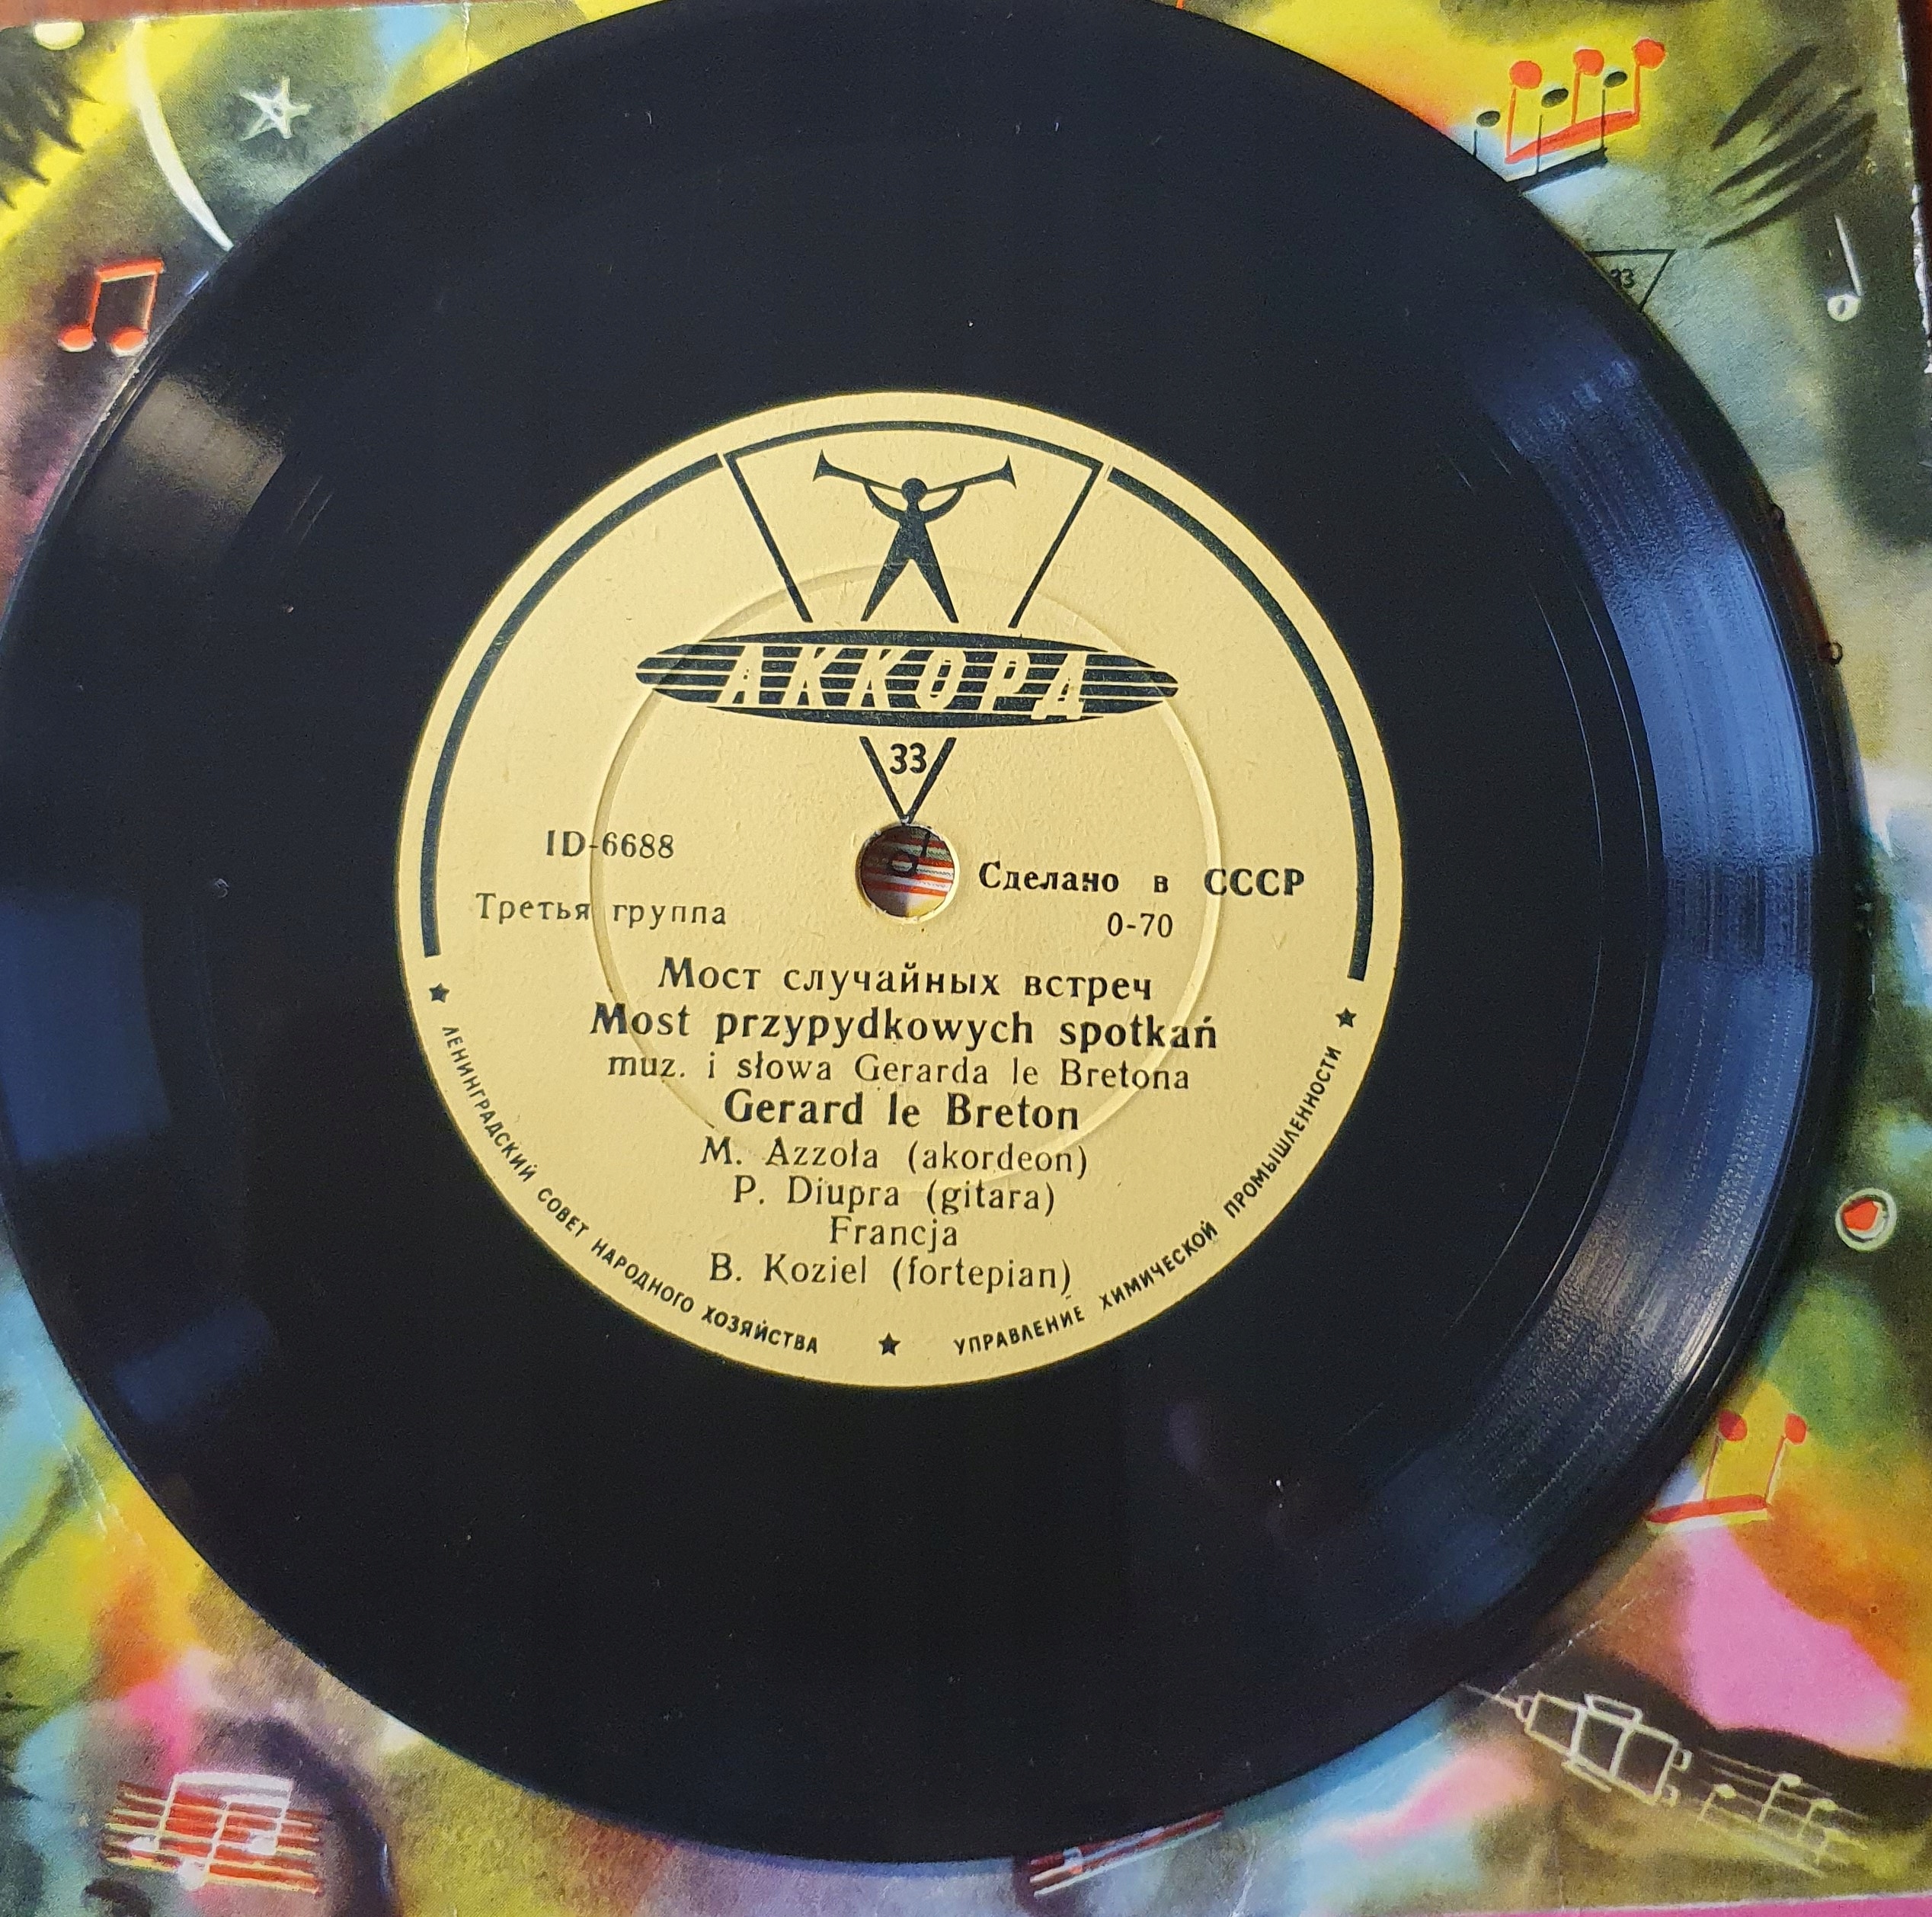 АККОРД
33
33
ID-6688
Сделано в СССР
Третья группа
0-70
Мост случайных встреч
Most przypydkowych spotkań
muz. i słowa Gerarda le Bretona
Gerard le Breton
M. Azzoła (akordeon)
P. Diupra (gitara)
Francja
B. Koziel (fortepian)
★ ЛЕНИНГРАДСКИЙ СОВЕТ НАРОДНОГО ХОЗЯЙСТВА ★ УПРАВЛЕНИЕ ХИМИЧЕСКОЙ ПРОМЫШЛЕННОСТИ ★